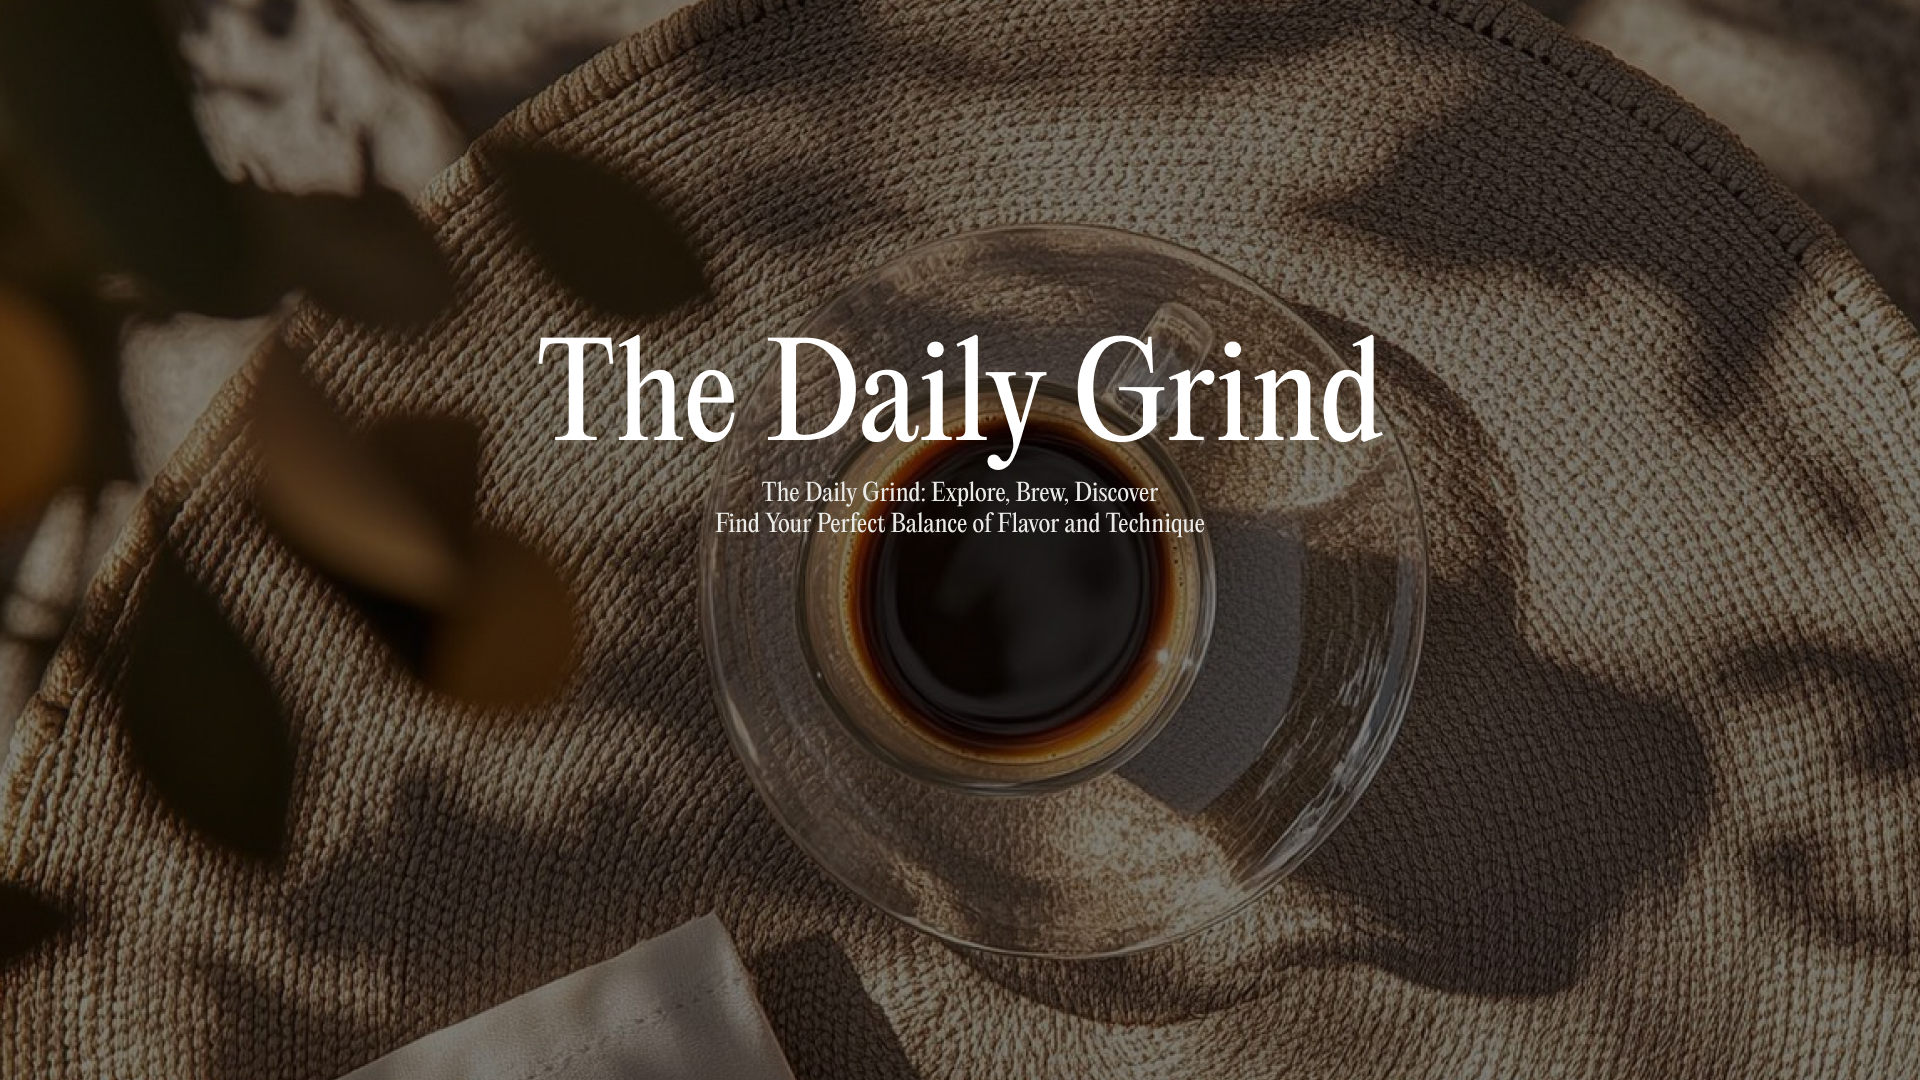 The Daily Grind
The Daily Grind: Explore, Brew, Discover
Find Your Perfect Balance of Flavor and Technique